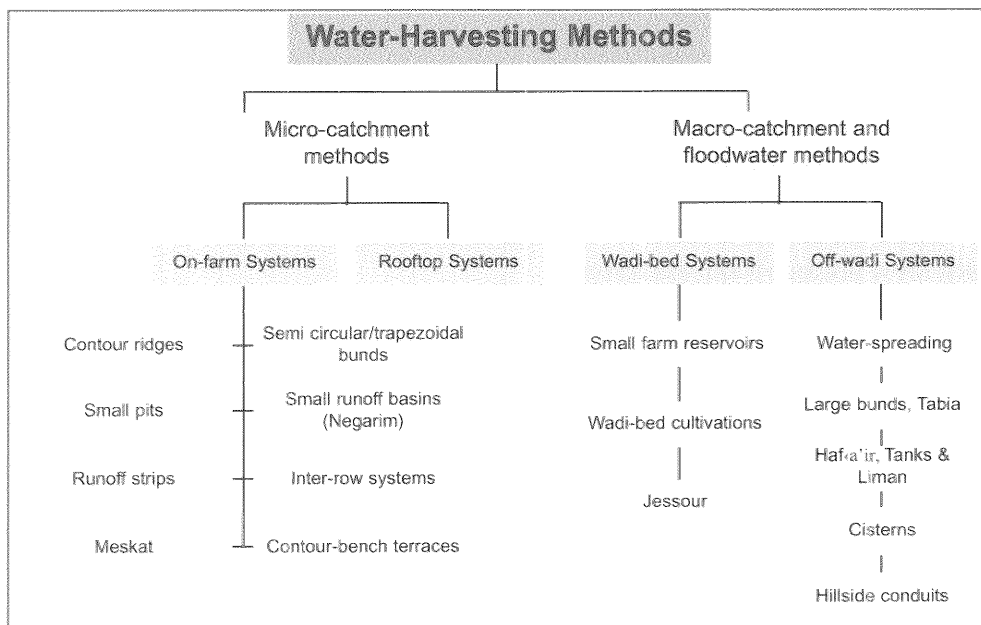 Water-Harvesting Methods
Micro-catchment
methods
Macro-catchment and
floodwater methods
On-farm Systems
Rooftop Systems
Wadi-bed Systems
Off-wadi Systems
Contour ridges
Semi circular/trapezoidal
bunds
Small pits
Small runoff basins
(Negarim)
Runoff strips
Inter-row systems
Meskat
Contour-bench terraces
Small farm reservoirs
Wadi-bed cultivations
Jessour
Water-spreading
Large bunds, Tabia
Tanks &
Liman
Cisterns
Hillside conduits